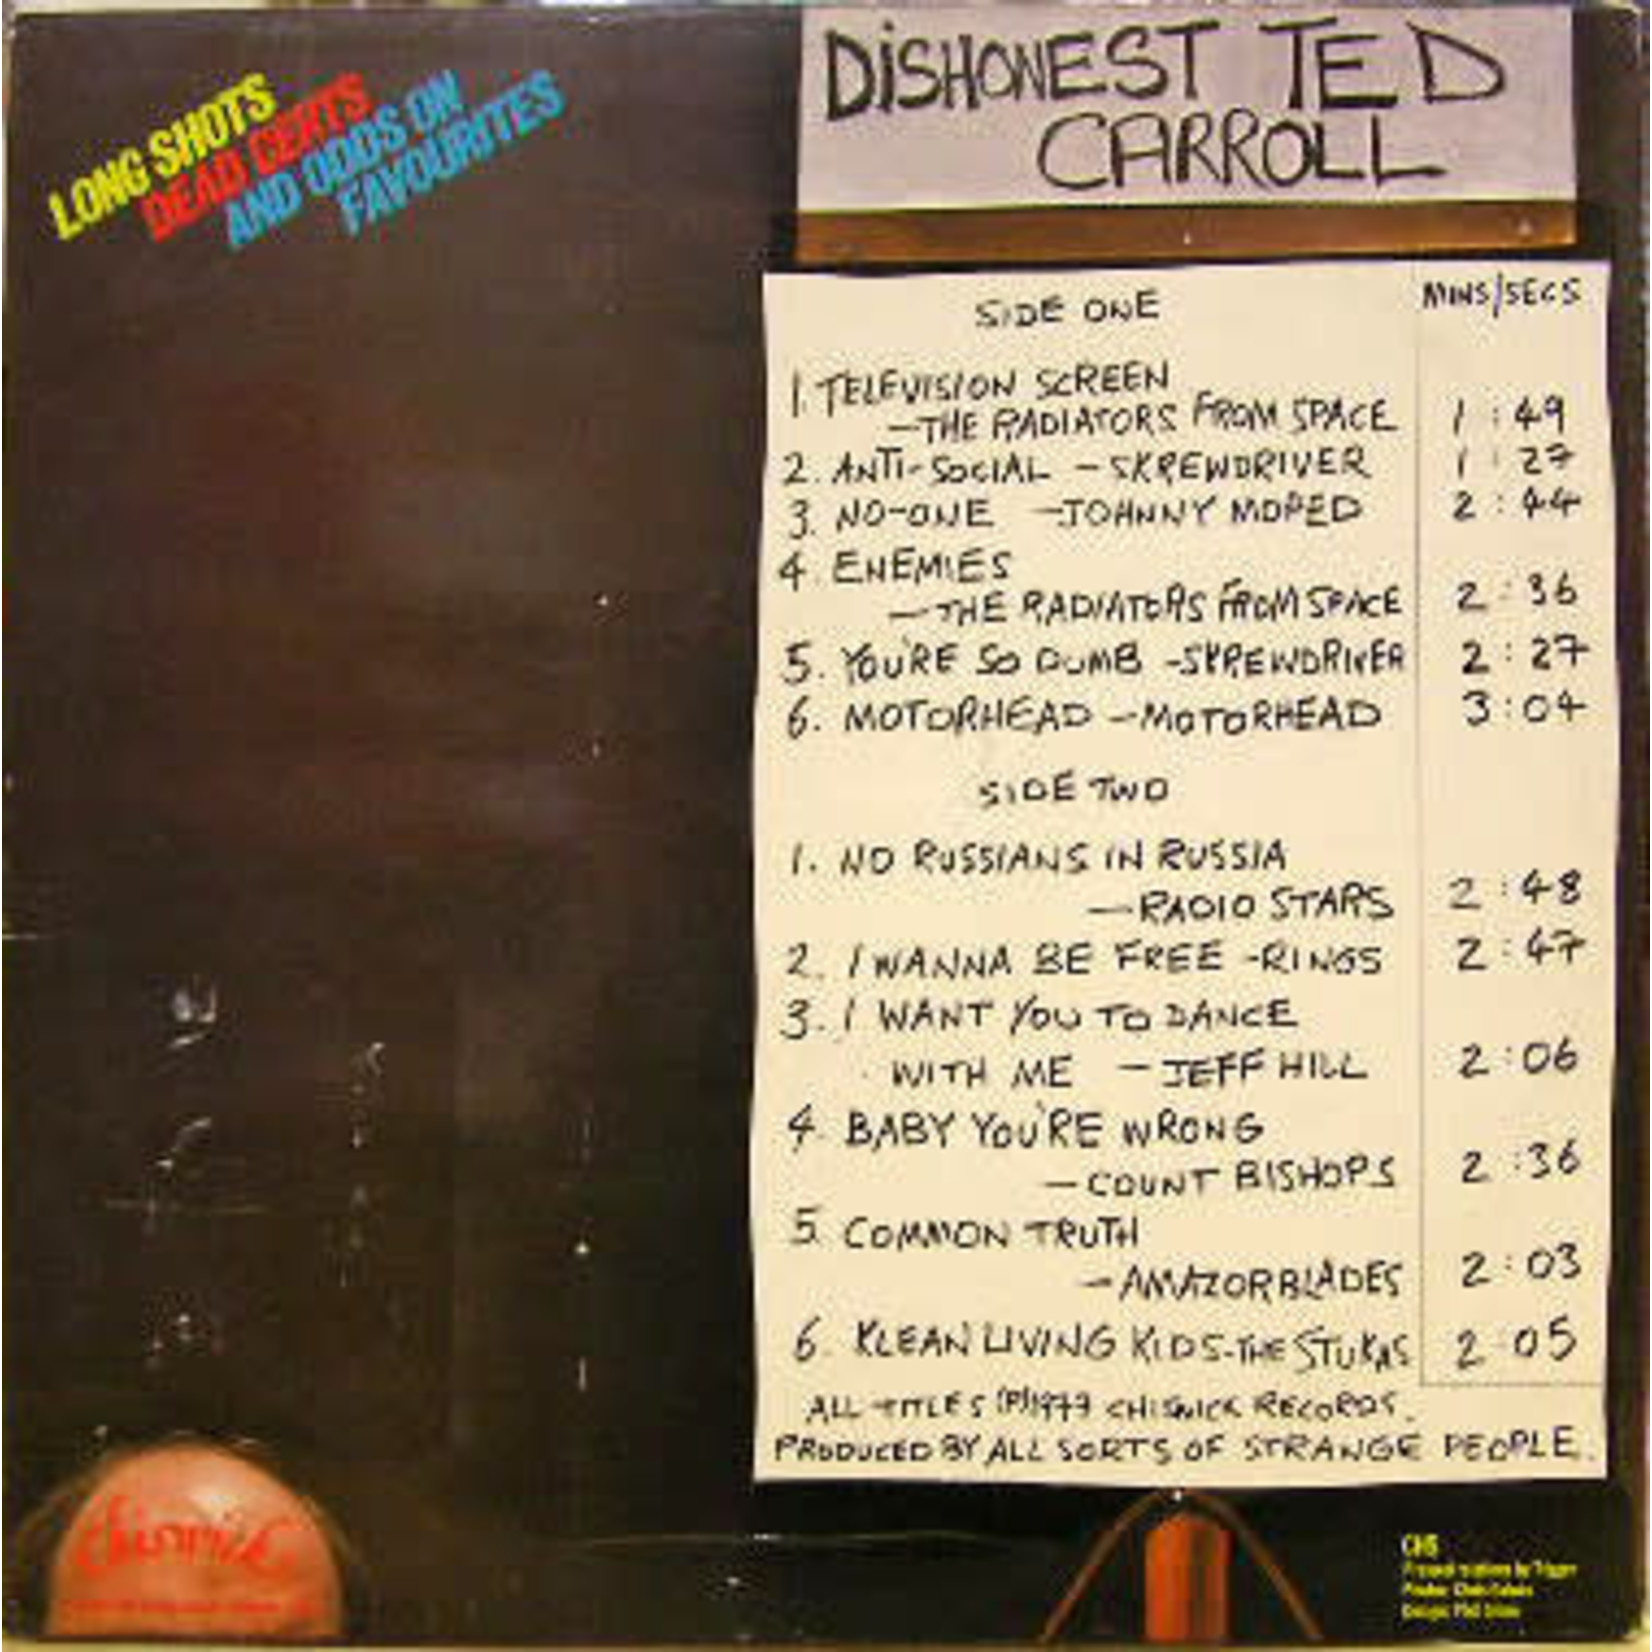 LONG SHOTS
DEAD CERTS
AND ODDS ON
FAVOURITES
DISHONEST TED
CARROLL
SIDE ONE MINS/SECS
1. TELEVISION SCREEN
—THE RADIATORS FROM SPACE 1:49
2. ANTI-SOCIAL - SKREWDRIVER 1:27
3. NO-ONE -JOHNNY MOPED 2:44
4. ENEMIES
—THE RADIATORS FROM SPACE 2:36
5. YOU'RE SO DUMB -SKREWDRIVER 2:27
6. MOTORHEAD -MOTORHEAD 3:04
SIDE TWO
1. NO RUSSIANS IN RUSSIA
—RADIO STARS 2:48
2. I WANNA BE FREE -RINGS 2:47
3. I WANT YOU TO DANCE
WITH ME - JEFF HILL 2:06
4. BABY YOU'RE WRONG
—COUNT BISHOPS 2:36
5. COMMON TRUTH
-AMAZORBLADES 2:03
6. KLEAN LIVING KIDS-THE STUKAS 2:05
ALL TITLES (P) 1977 CHISWICK RECORDS.
PRODUCED BY ALL SORTS OF STRANGE PEOPLE.
Chiswick
CH5